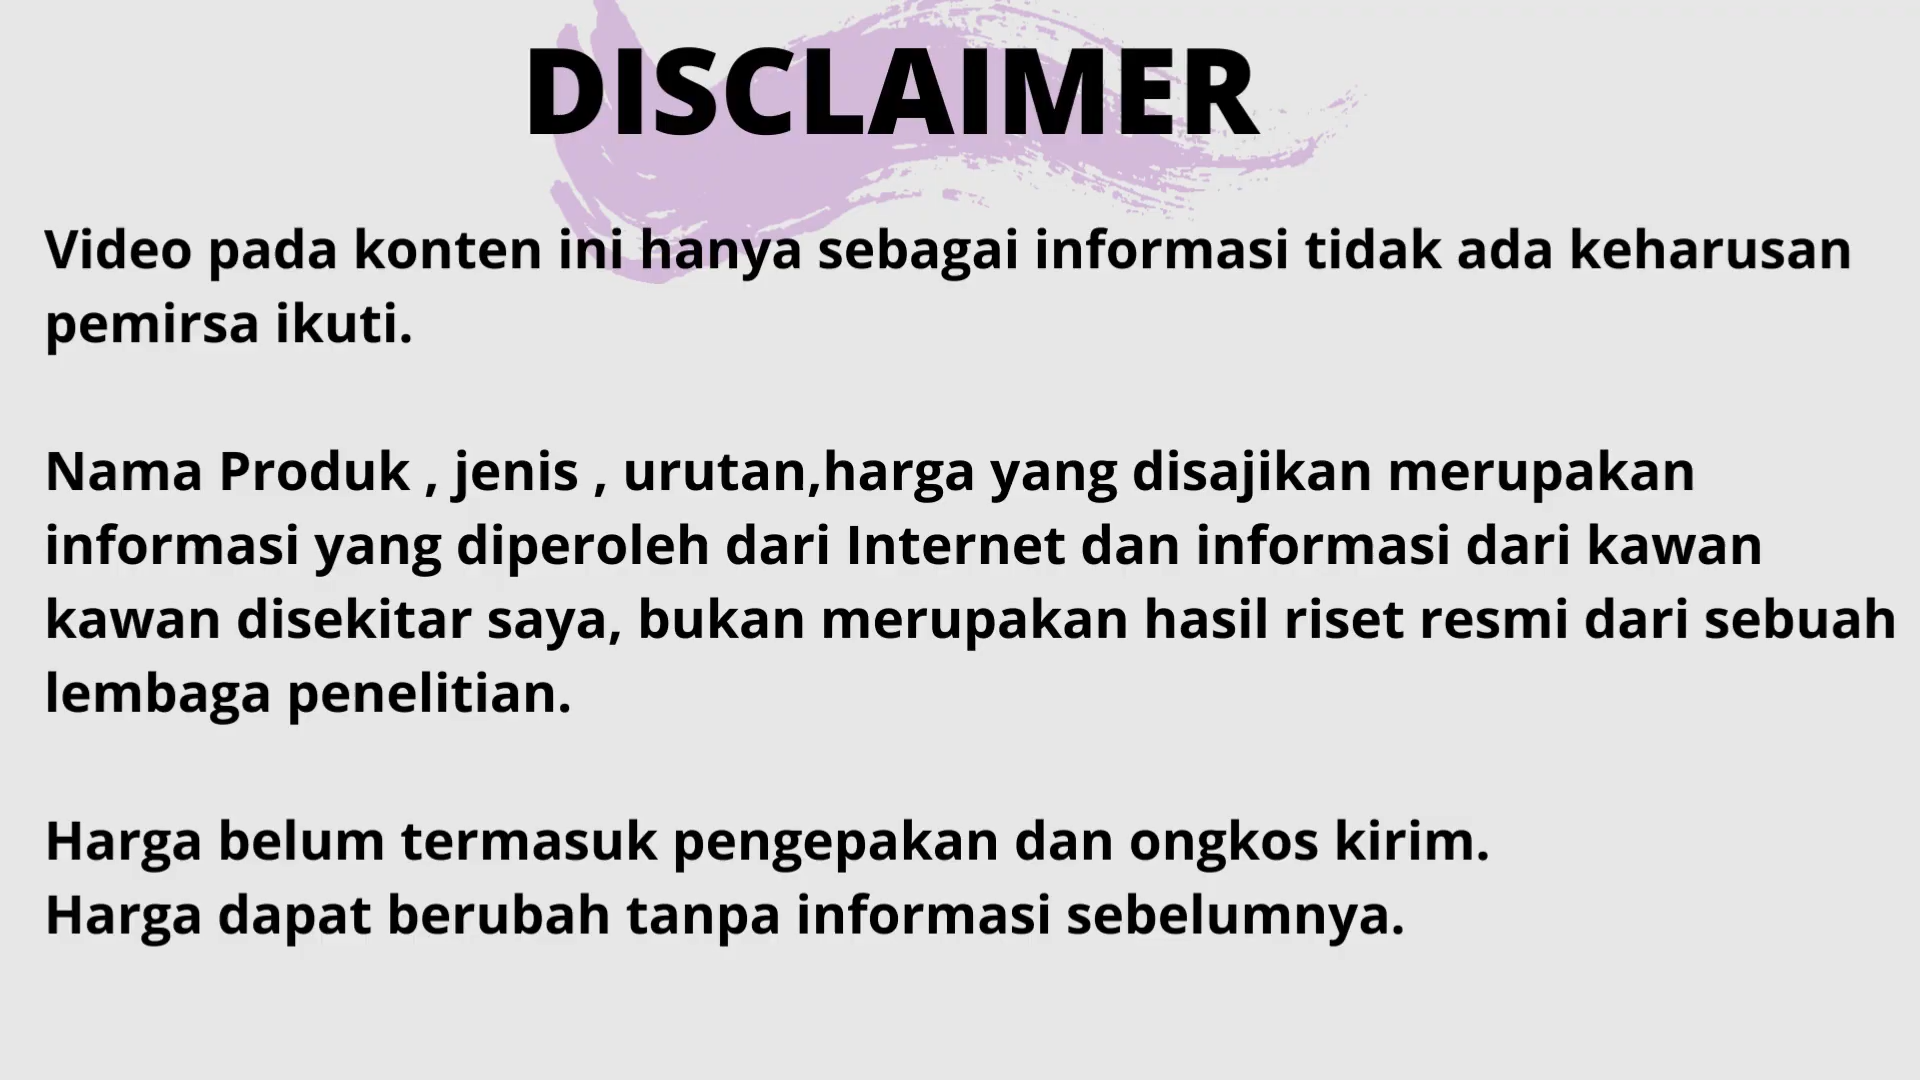 DISCLAIMER
Video pada konten ini hanya sebagai informasi tidak ada keharusan
pemirsa ikuti.
Nama Produk , jenis , urutan,harga yang disajikan merupakan
informasi yang diperoleh dari Internet dan informasi dari kawan
kawan disekitar saya, bukan merupakan hasil riset resmi dari sebuah
lembaga penelitian.
Harga belum termasuk pengepakan dan ongkos kirim.
Harga dapat berubah tanpa informasi sebelumnya.